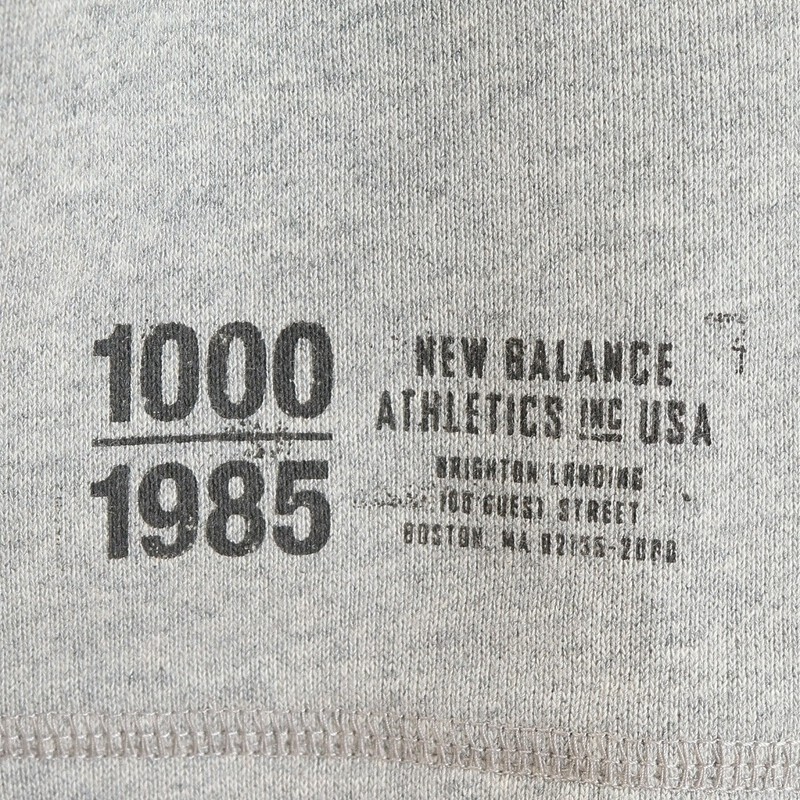 1000
1985
NEW BALANCE
ATHLETICS INC USA
BRIGHTON LANDING
100 GUEST STREET
BOSTON, MA 02135-2088